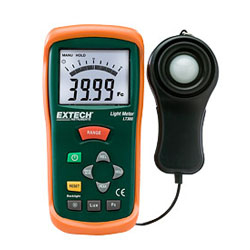 MANU HOLD
39.99 Fc
EXTECH
Light Meter
LT300
RANGE
RESET
CE
Backlight
Lux
Fc